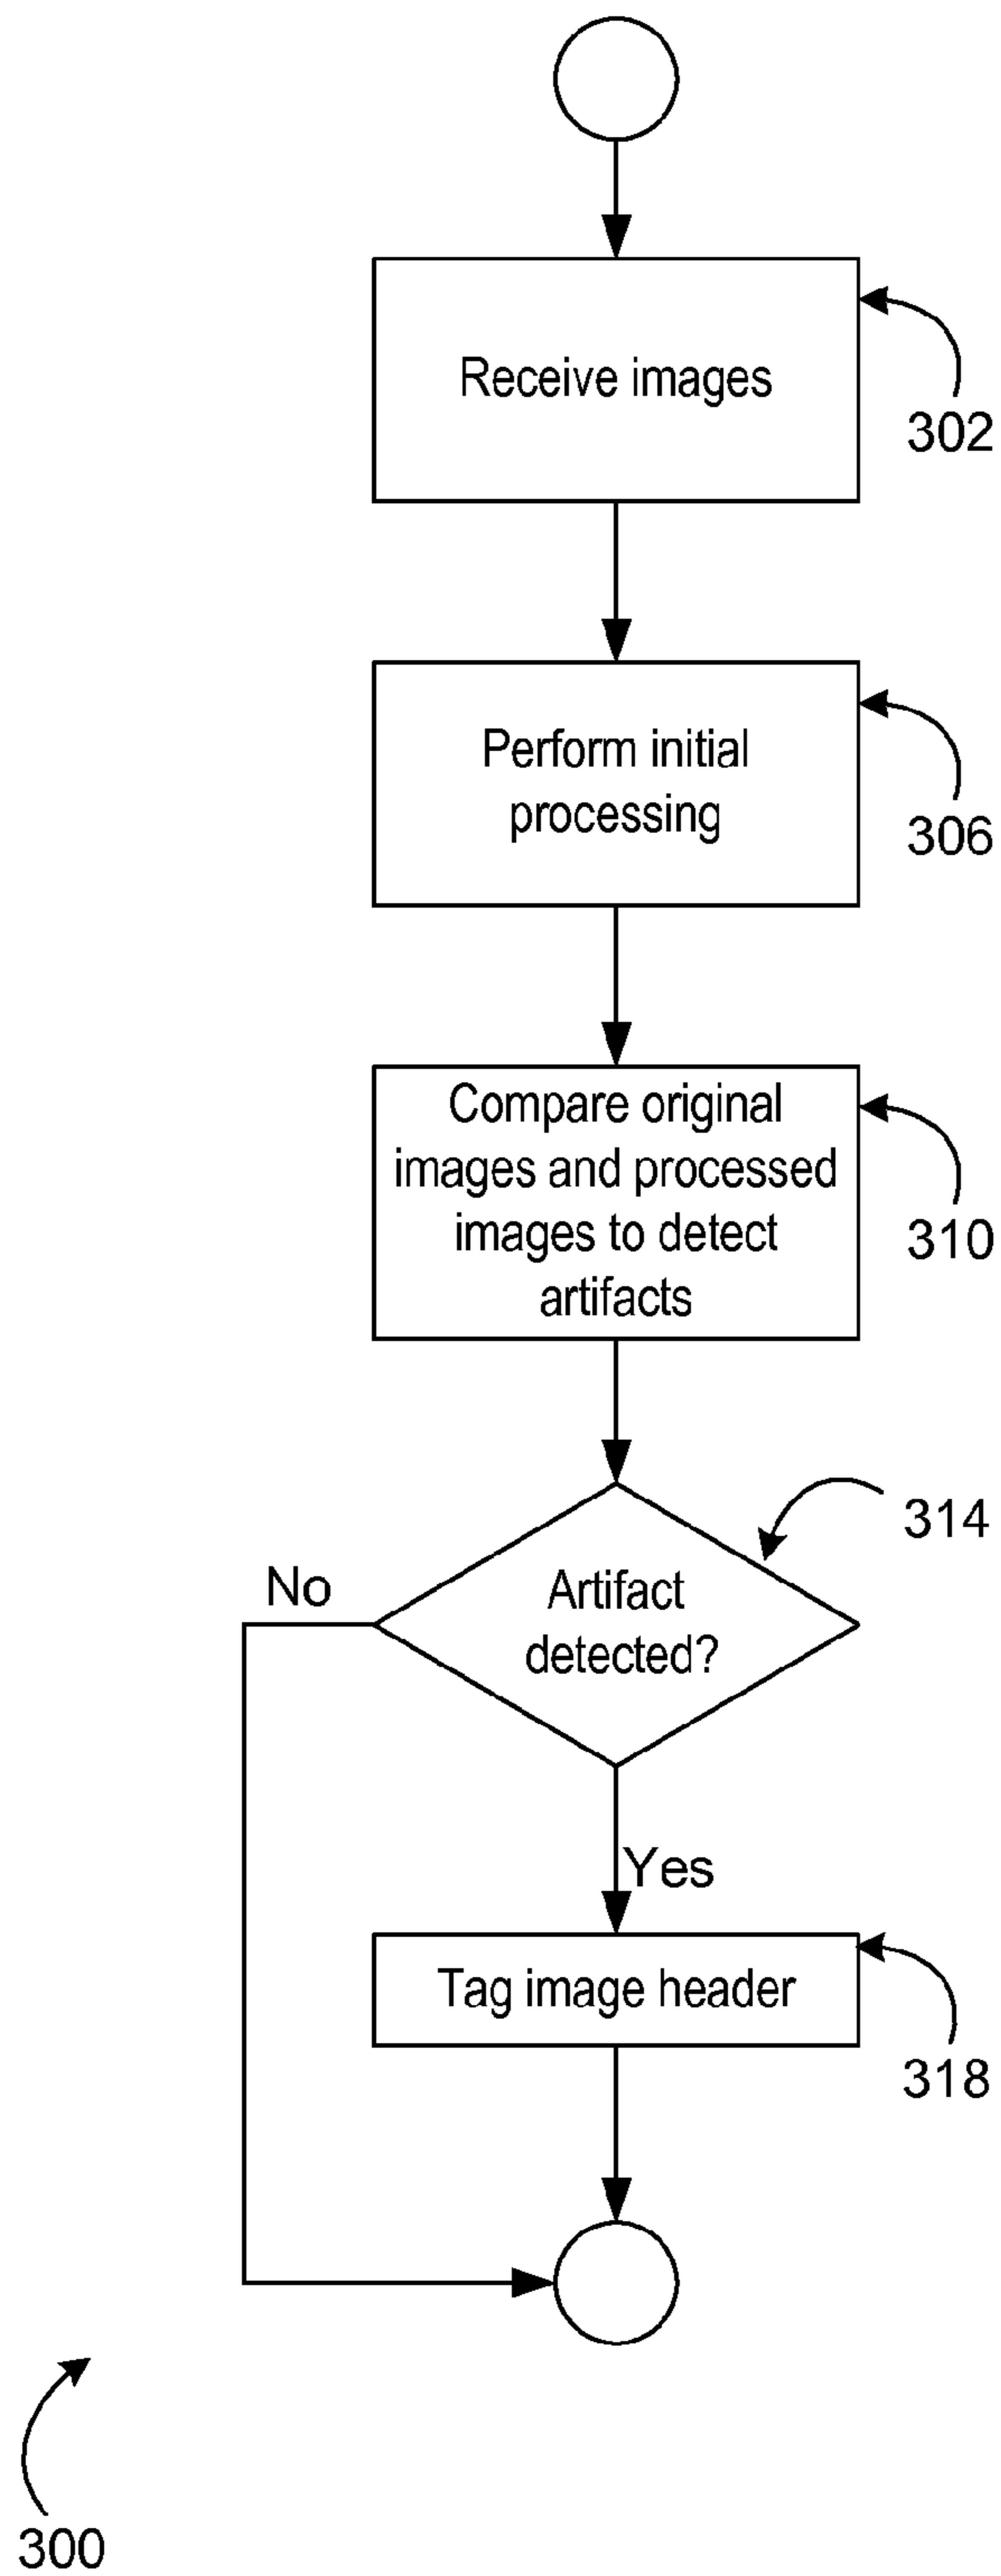 Receive images
302
Perform initial
processing
306
Compare original
images and processed
images to detect
artifacts
310
314
No
Artifact
detected?
Yes
Tag image header
318
300